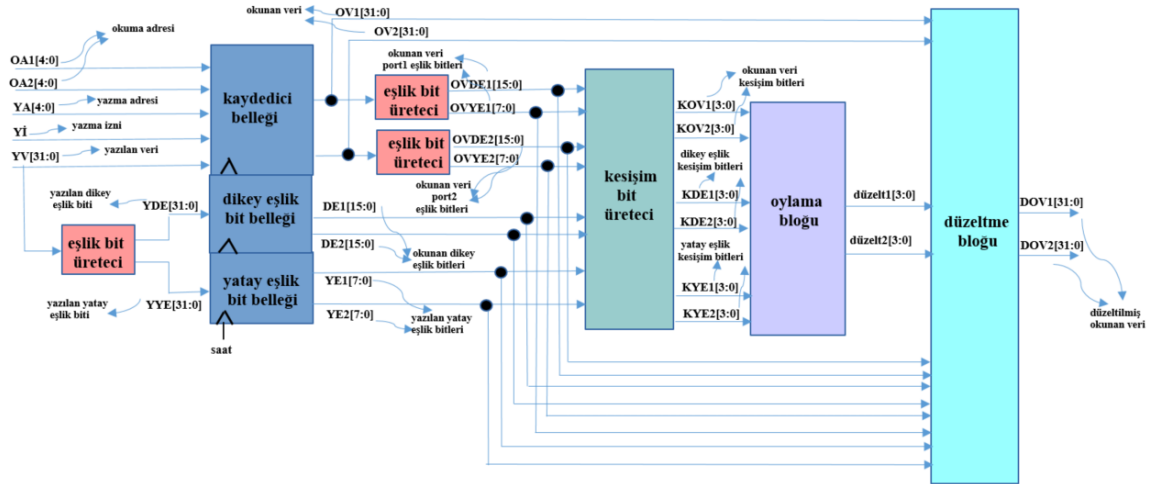 okunan veri
OV1[31:0]
OV2[31:0]
okuma adresi
OA1[4:0]
OA2[4:0]
YA[4:0]
yazma adresi
Yİ
yazma izni
YV[31:0]
yazılan veri
kaydedici
belleği
okunan veri
port1 eşlik bitleri
eşlik bit
üreteci
OVDE1[15:0]
OVYE1[7:0]
eşlik bit
üreteci
OVDE2[15:0]
OVYE2[7:0]
okunan veri
port2
eşlik bitleri
yazılan dikey
eşlik biti
YDE[31:0]
eşlik bit
üreteci
YYE[31:0]
yazılan yatay
eşlik biti
dikey eşlik
bit belleği
DE1[15:0]
DE2[15:0]
okunan dikey
eşlik bitleri
yatay eşlik
bit belleği
YE1[7:0]
YE2[7:0]
yazılan yatay
eşlik bitleri
saat
kesişim
bit
üreteci
okunan veri
kesişim bitleri
KOV1[3:0]
KOV2[3:0]
dikey eşlik
kesişim bitleri
KDE1[3:0]
KDE2[3:0]
yatay eşlik
kesişim bitleri
KYE1[3:0]
KYE2[3:0]
oylama
bloğu
düzelt1[3:0]
düzelt2[3:0]
düzeltme
bloğu
DOV1[31:0]
DOV2[31:0]
düzeltilmiş
okunan veri